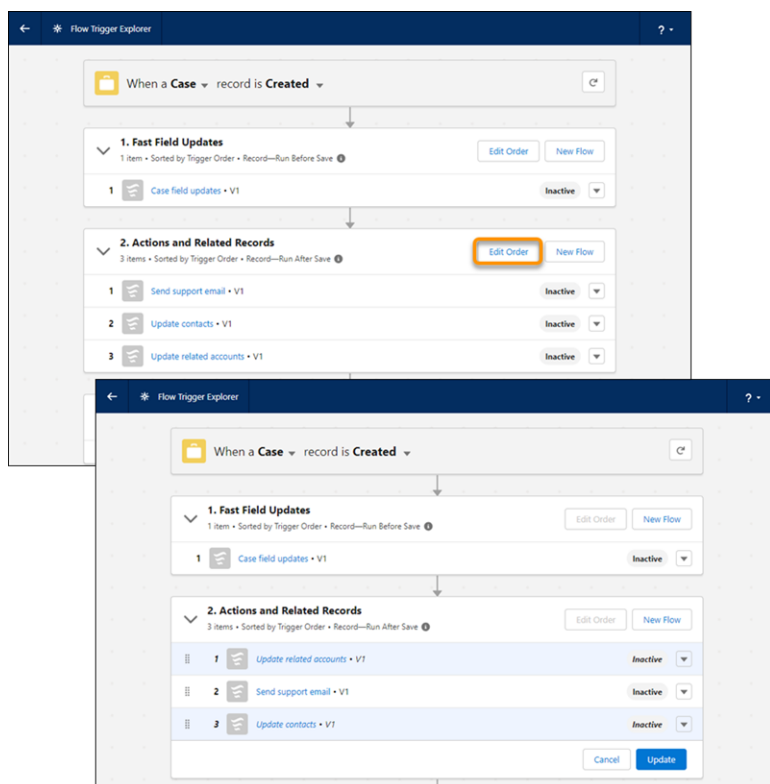 Flow Trigger Explorer ?
When a Case record is Created
1. Fast Field Updates
1 item • Sorted by Trigger Order • Record—Run Before Save
Edit Order New Flow
1 Case field updates • V1 Inactive
2. Actions and Related Records
3 items • Sorted by Trigger Order • Record—Run After Save
Edit Order New Flow
1 Send support email • V1 Inactive
2 Update contacts • V1 Inactive
3 Update related accounts • V1 Inactive
Flow Trigger Explorer ?
When a Case record is Created
1. Fast Field Updates
1 item • Sorted by Trigger Order • Record—Run Before Save
Edit Order New Flow
1 Case field updates • V1 Inactive
2. Actions and Related Records
3 items • Sorted by Trigger Order • Record—Run After Save
Edit Order New Flow
1 Update related accounts • V1 Inactive
2 Send support email • V1 Inactive
3 Update contacts • V1 Inactive
Cancel Update